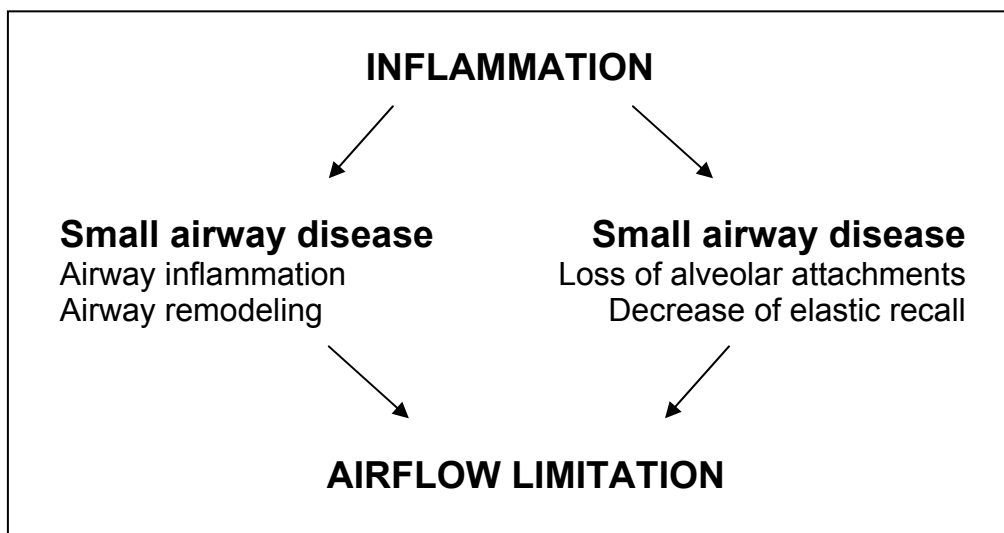 INFLAMMATION
Small airway disease
Airway inflammation
Airway remodeling
Small airway disease
Loss of alveolar attachments
Decrease of elastic recall
AIRFLOW LIMITATION